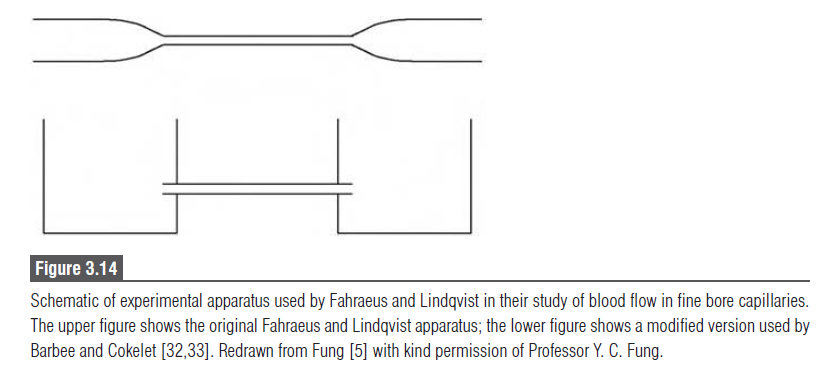 Figure 3.14
Schematic of experimental apparatus used by Fahraeus and Lindqvist in their study of blood flow in fine bore capillaries.
The upper figure shows the original Fahraeus and Lindqvist apparatus; the lower figure shows a modified version used by
Barbee and Cokelet [32,33]. Redrawn from Fung [5] with kind permission of Professor Y. C. Fung.